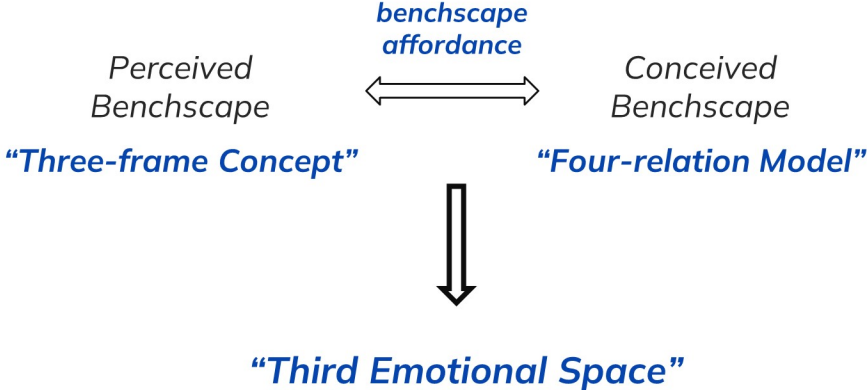 benchscape
affordance
Perceived
Benchscape
Conceived
Benchscape
“Three-frame Concept”
“Four-relation Model”
“Third Emotional Space”